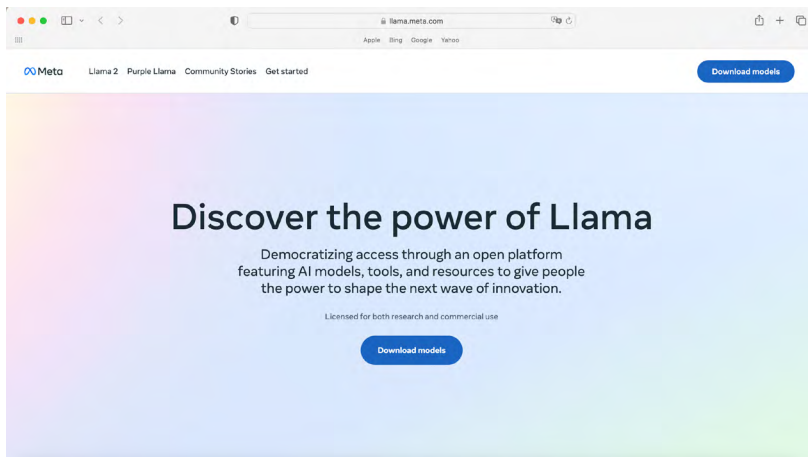 llama.meta.com
Apple Bing Google Yahoo
Meta Llama 2 Purple Llama Community Stories Get started Download models
Discover the power of Llama
Democratizing access through an open platform
featuring AI models, tools, and resources to give people
the power to shape the next wave of innovation.
Licensed for both research and commercial use
Download models